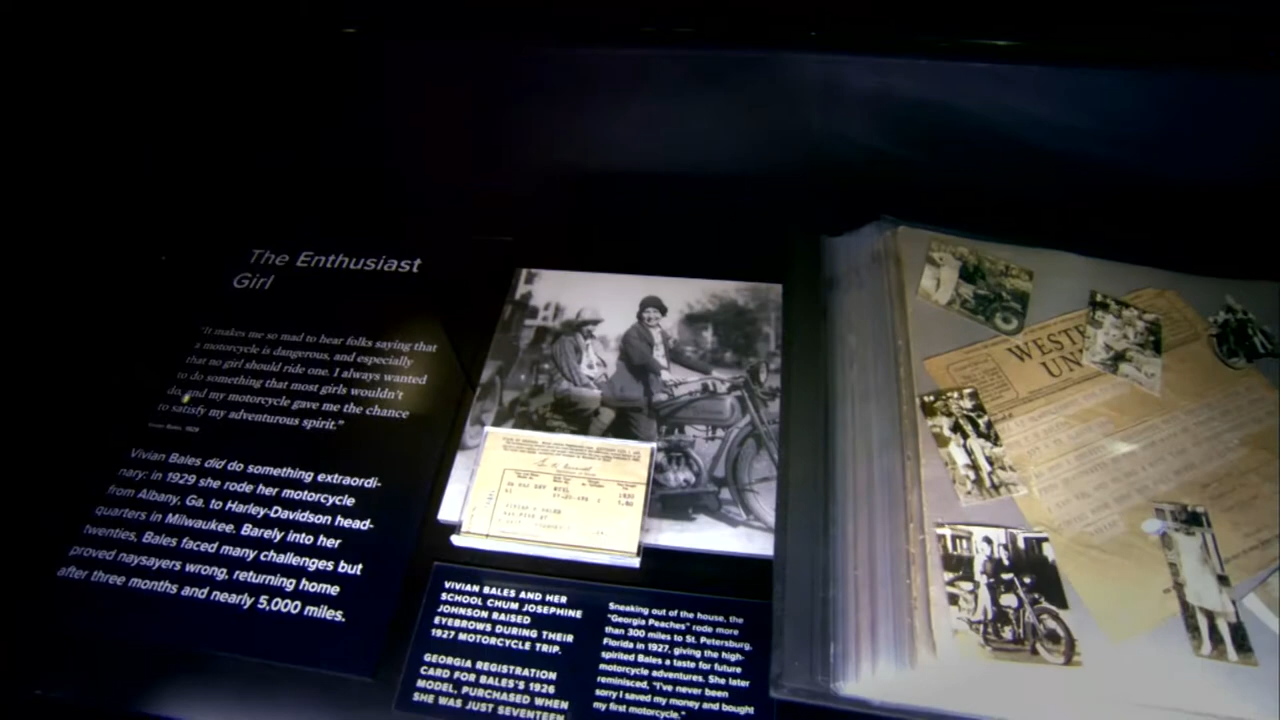 The Enthusiast
Girl
"It makes me so mad to hear folks saying that
a motorcycle is dangerous, and especially
that no girl should ride one. I always wanted
to do something that most girls wouldn't
do, and my motorcycle gave me the chance
to satisfy my adventurous spirit."
Vivian Bales, 1929
Vivian Bales did do something extraordi-
nary: in 1929 she rode her motorcycle
from Albany, Ga. to Harley-Davidson head-
quarters in Milwaukee. Barely into her
twenties, Bales faced many challenges but
proved naysayers wrong, returning home
after three months and nearly 5,000 miles.
VIVIAN BALES AND HER
SCHOOL CHUM JOSEPHINE
JOHNSON RAISED
EYEBROWS DURING THEIR
1927 MOTORCYCLE TRIP.
GEORGIA REGISTRATION
CARD FOR BALES'S 1926
MODEL, PURCHASED WHEN
SHE WAS JUST SEVENTEEN
Sneaking out of the house, the
"Georgia Peaches" rode more
than 300 miles to St. Petersburg,
Florida in 1927, giving the high-
spirited Bales a taste for future
motorcycle adventures. She later
reminisced, "I've never been
sorry I saved my money and bought
my first motorcycle."
WESTE
UN